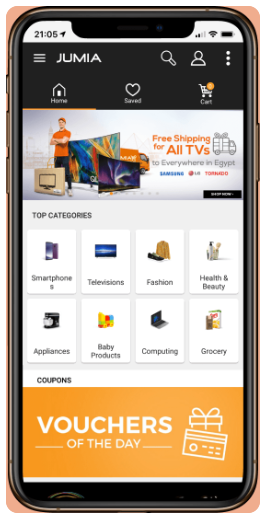 21:05
JUMIA
Home
Saved
Cart
Free Shipping
for All TVs
to Everywhere in Egypt
SAMSUNG LG TORNADO
SHOP NOW
TOP CATEGORIES
Smartphone
s
Televisions
Fashion
Health &
Beauty
Appliances
Baby
Products
Computing
Grocery
COUPONS
VOUCHERS
OF THE DAY